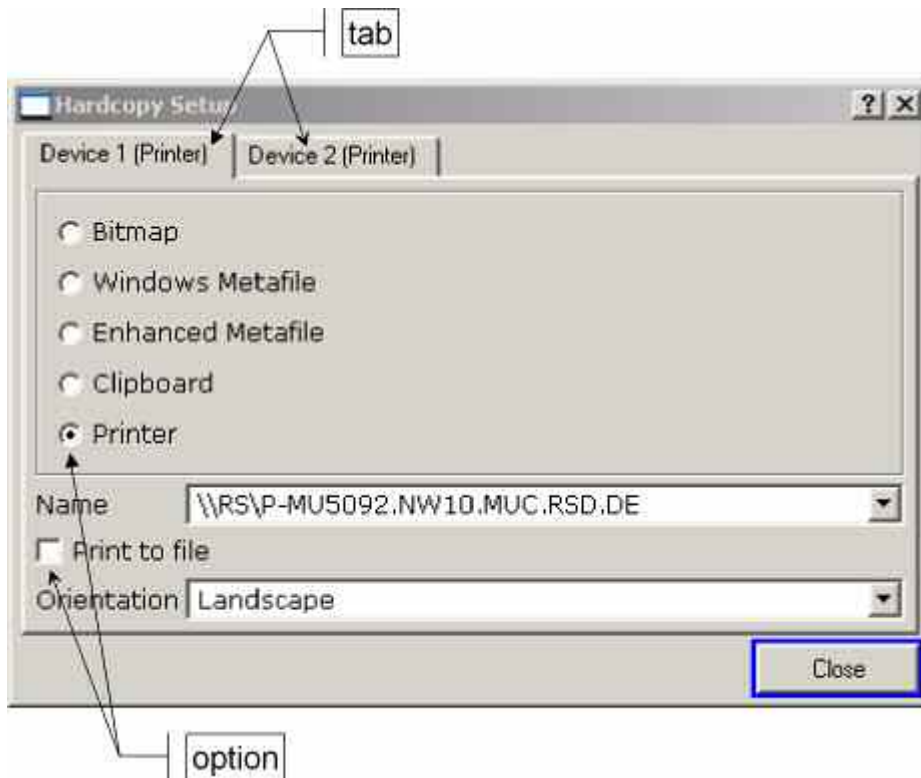 tab
Hardcopy Setup
? X
Device 1 (Printer) Device 2 (Printer)
Bitmap
Windows Metafile
Enhanced Metafile
Clipboard
Printer
Name \\RS\P-MU5092.NW10.MUC.RSD.DE
Print to file
Orientation Landscape
Close
option